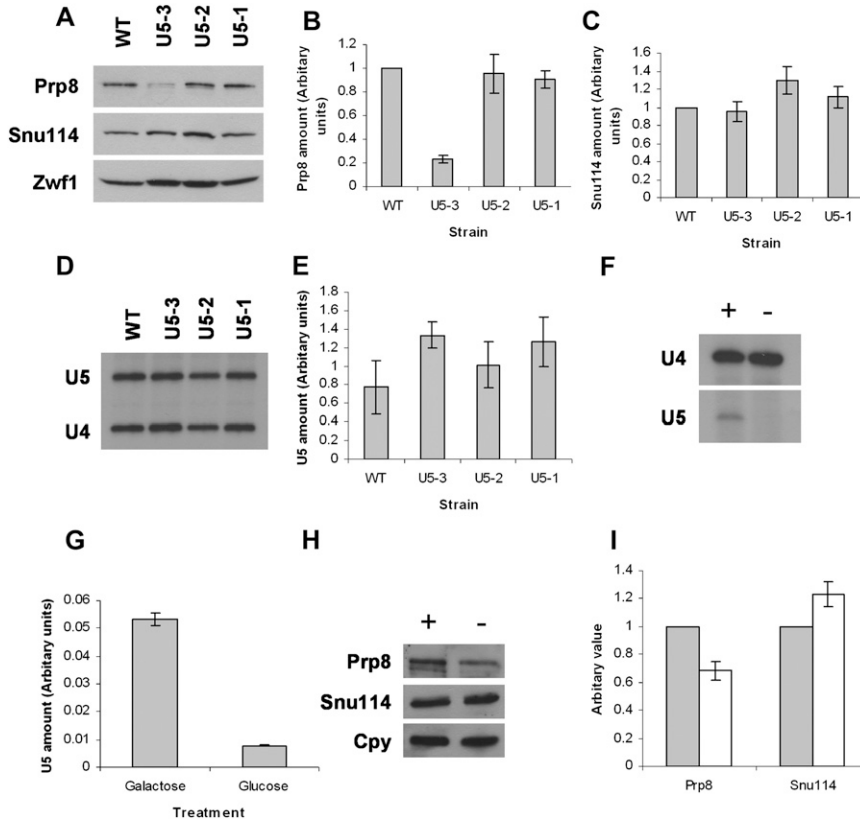 A
WT
U5-3
U5-2
U5-1
Prp8
Snu114
Zwf1
B
Prp8 amount (Arbitary
units)
1.2
1
0.8
0.6
0.4
0.2
0
WT
U5-3
U5-2
U5-1
Strain
C
Snu114 amount (Arbitary
units)
1.6
1.4
1.2
1
0.8
0.6
0.4
0.2
0
WT
U5-3
U5-2
U5-1
Strain
D
WT
U5-3
U5-2
U5-1
U5
U4
E
U5 amount (Arbitary units)
1.8
1.6
1.4
1.2
1
0.8
0.6
0.4
0.2
0
WT
U5-3
U5-2
U5-1
Strain
F
+ -
U4
U5
G
U5 amount (Arbitary units)
0.06
0.05
0.04
0.03
0.02
0.01
0
Galactose
Glucose
Treatment
H
+ -
Prp8
Snu114
Cpy
I
Arbitary value
1.4
1.2
1
0.8
0.6
0.4
0.2
0
Prp8
Snu114